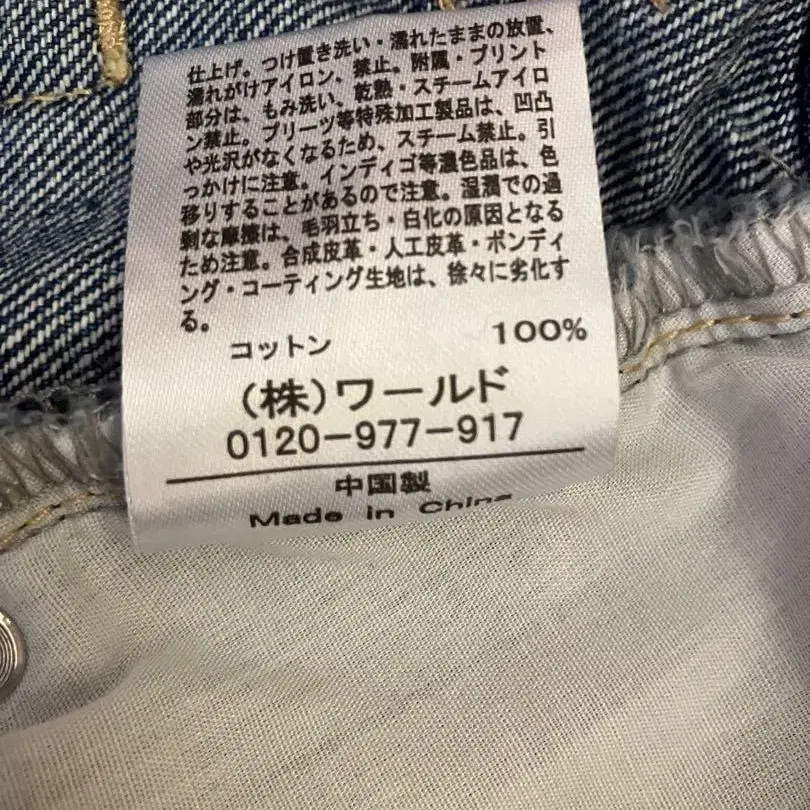 仕上げ。つけ置き洗い・濡れたままの放置、
濡れがけアイロン、禁止。附属・プリント
部分は、もみ洗い、乾熱・スチームアイロ
ン禁止。プリーツ等特殊加工製品は、凹凸
や光沢がなくなるため、スチーム禁止。引
っかけに注意。インディゴ等濃色品は、色
移りすることがあるので注意。湿潤での過
剰な摩擦は、毛羽立ち・白化の原因となる
ため注意。合成皮革・人工皮革・ボンディ
ング・コーティング生地は、徐々に劣化す
る。
コットン 100%
(株)ワールド
0120-977-917
中国製
Made in China